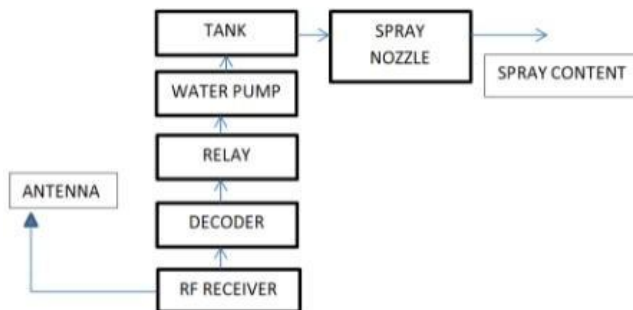 TANK
SPRAY
NOZZLE
SPRAY CONTENT
WATER PUMP
RELAY
ANTENNA
DECODER
RF RECEIVER